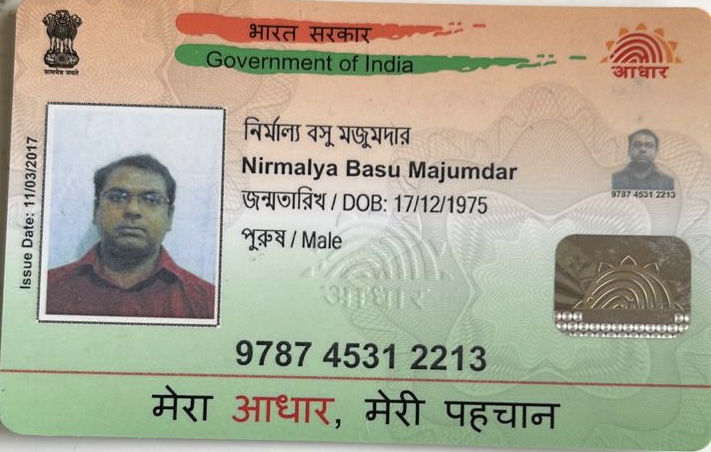 भारत सरकार
Government of India
सत्यमेव जयते
आधार
Issue Date: 11/03/2017
নির্মাল্য বসু মজুমদার
Nirmalya Basu Majumdar
জন্মতারিখ / DOB: 17/12/1975
পুরুষ / Male
9787 4531 2213
आधार
9787 4531 2213
मेरा आधार, मेरी पहचान